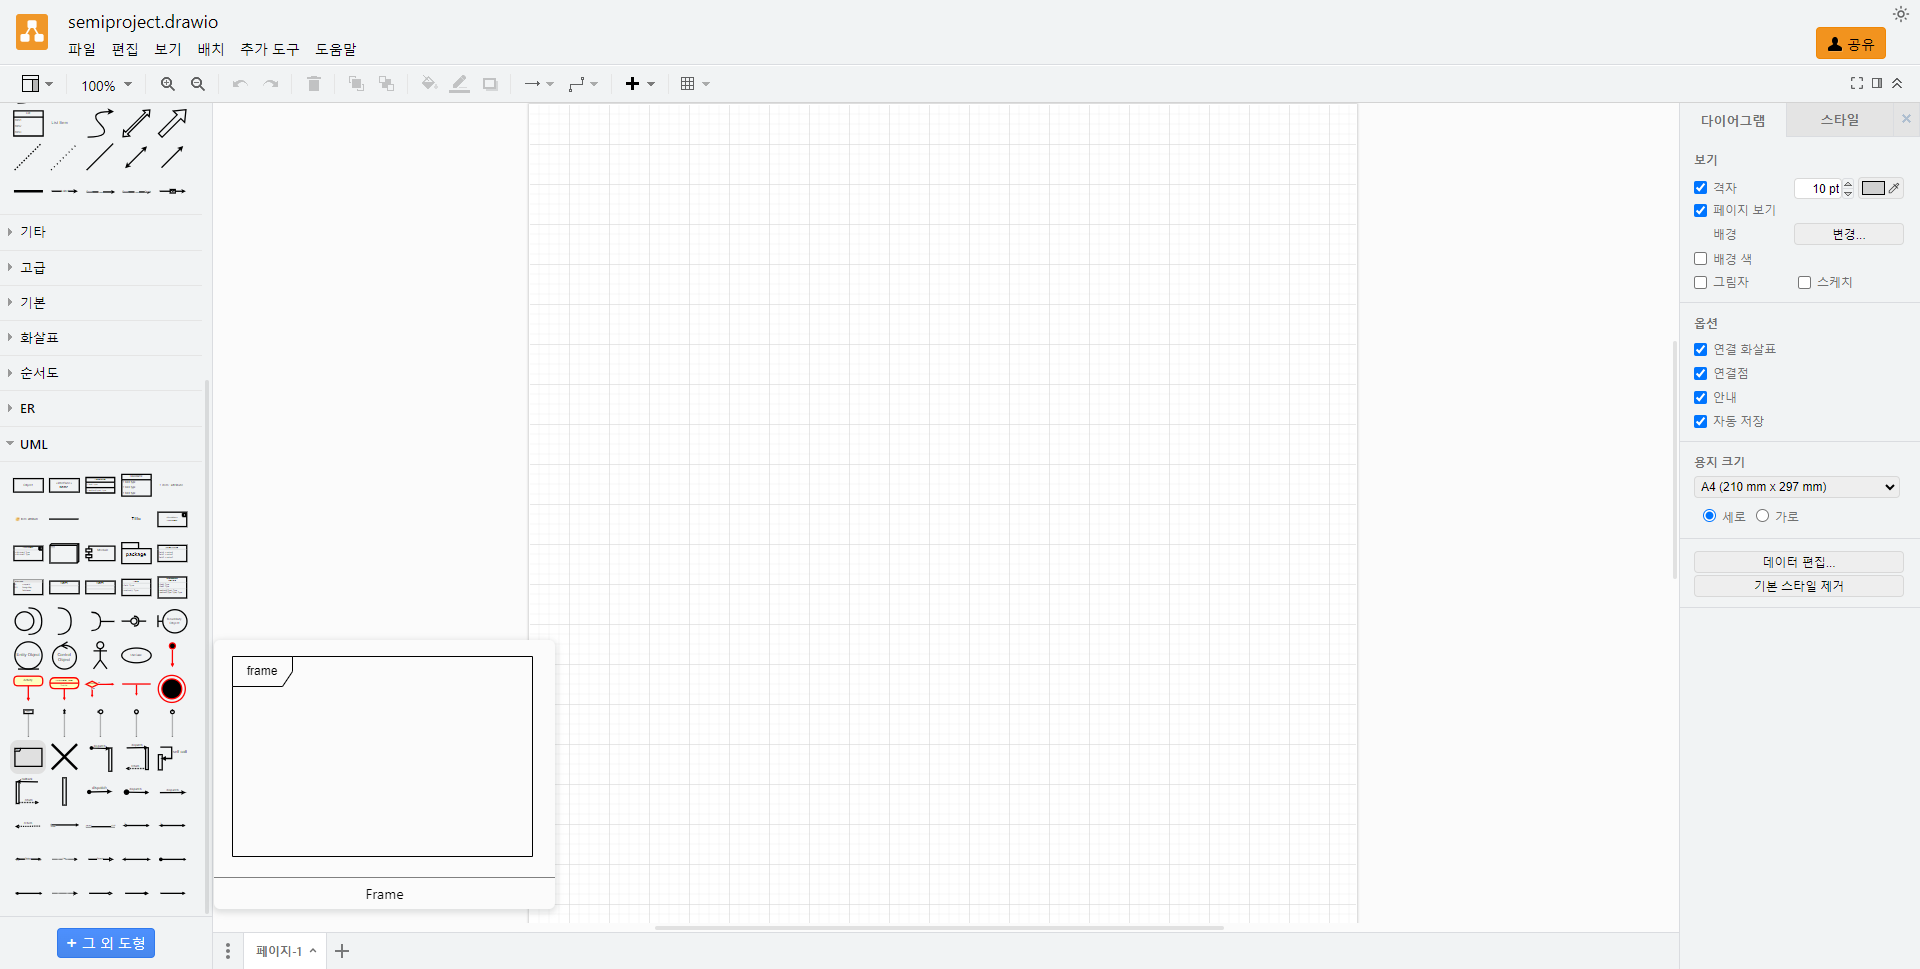 semiproject.drawio
파일 편집 보기 배치 추가 도구 도움말
공유
100%
다이어그램 스타일
보기
격자 10 pt
페이지 보기
배경 변경...
배경 색
그림자 스케치
옵션
연결 화살표
연결점
안내
자동 저장
용지 크기
A4 (210 mm x 297 mm)
세로 가로
데이터 편집...
기본 스타일 제거
List Item
기타
고급
기본
화살표
순서도
ER
UML
Title
package
frame
Frame
+ 그 외 도형
페이지-1